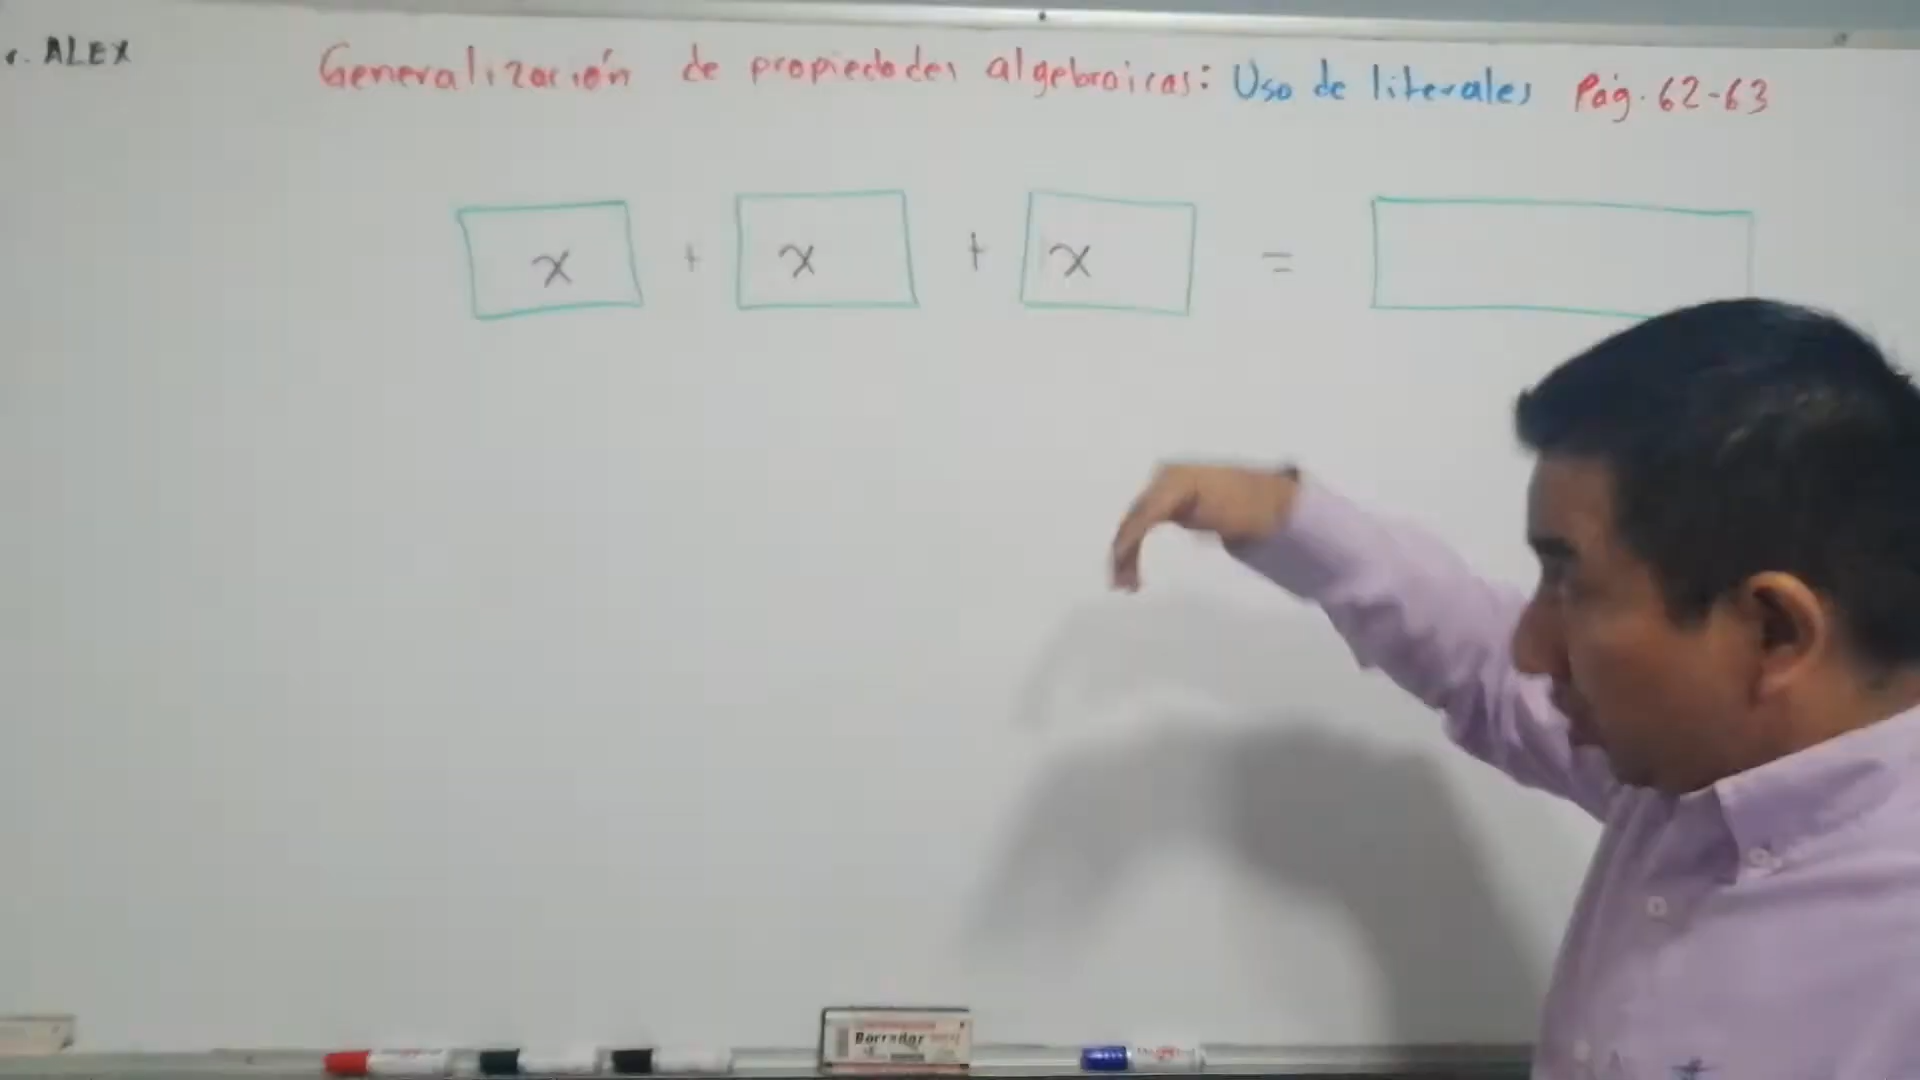 r. ALEX
Generalización de propiedades algebraicas: Uso de literales Pág. 62-63
x + x + x =
Borrador